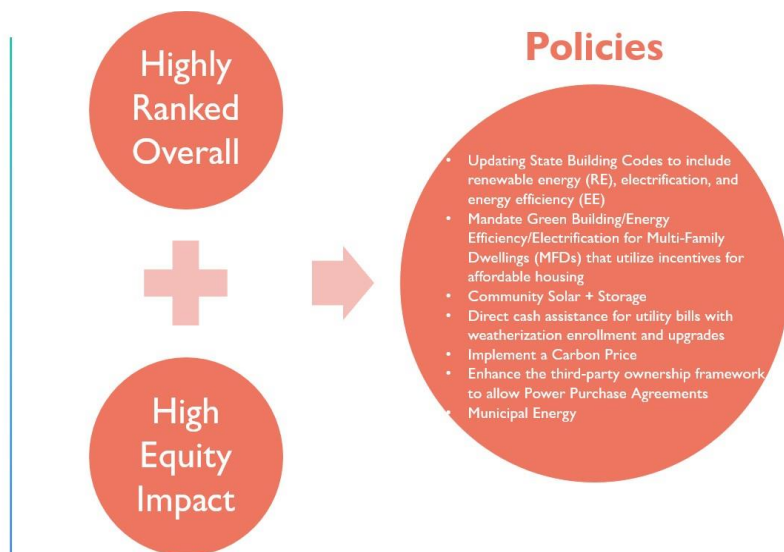 Highly
Ranked
Overall
High
Equity
Impact
Policies
• Updating State Building Codes to include
renewable energy (RE), electrification, and
energy efficiency (EE)
• Mandate Green Building/Energy
Efficiency/Electrification for Multi-Family
Dwellings (MFDs) that utilize incentives for
affordable housing
• Community Solar + Storage
• Direct cash assistance for utility bills with
weatherization enrollment and upgrades
• Implement a Carbon Price
• Enhance the third-party ownership framework
to allow Power Purchase Agreements
• Municipal Energy